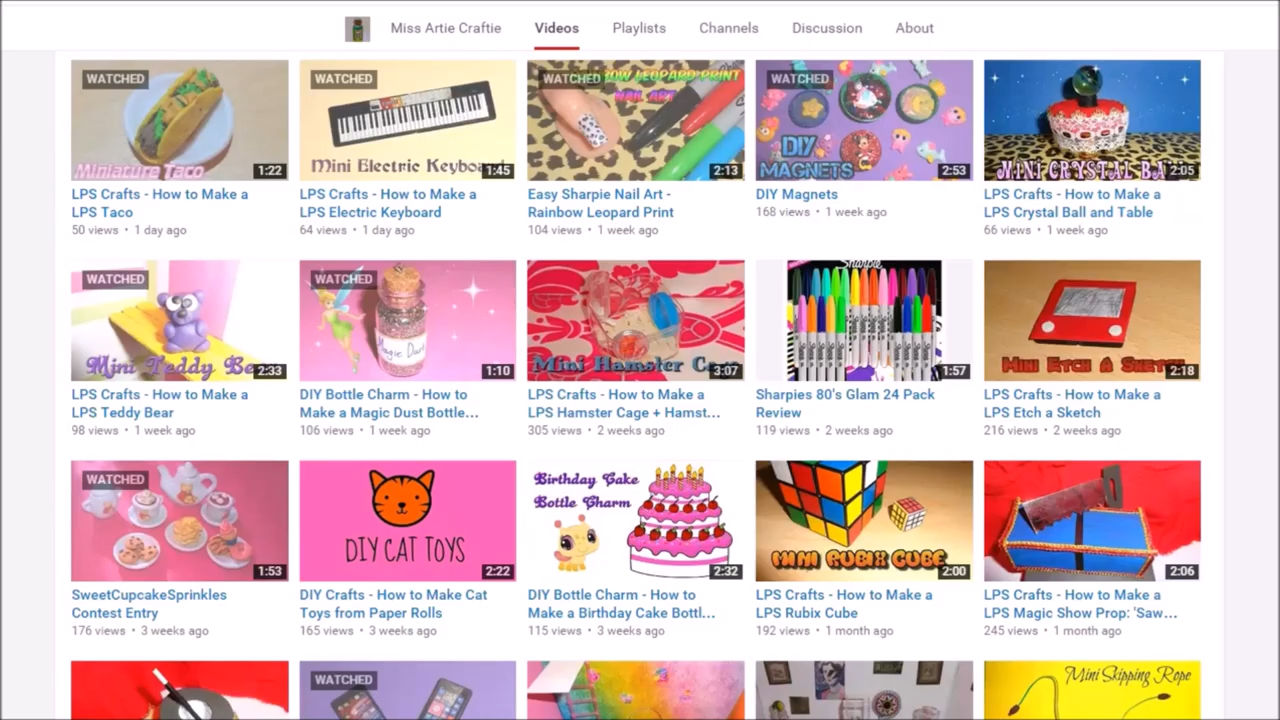 Miss Artie Craftie Videos Playlists Channels Discussion About
WATCHED
Miniature Taco
1:22
LPS Crafts - How to Make a
LPS Taco
50 views • 1 day ago
WATCHED
Mini Electric Keyboard
1:45
LPS Crafts - How to Make a
LPS Electric Keyboard
64 views • 1 day ago
WATCHED
LEOPARD PRINT
NAIL ART
2:13
Easy Sharpie Nail Art -
Rainbow Leopard Print
104 views • 1 week ago
WATCHED
DIY
MAGNETS
2:53
DIY Magnets
168 views • 1 week ago
MINI CRYSTAL BA
2:05
LPS Crafts - How to Make a
LPS Crystal Ball and Table
66 views • 1 week ago
WATCHED
Mini Teddy Be
2:33
LPS Crafts - How to Make a
LPS Teddy Bear
98 views • 1 week ago
WATCHED
Magic Dust
1:10
DIY Bottle Charm - How to
Make a Magic Dust Bottle...
106 views • 1 week ago
Mini Hamster Cage
3:07
LPS Crafts - How to Make a
LPS Hamster Cage + Hamst...
305 views • 2 weeks ago
Sharpie
1:57
Sharpies 80's Glam 24 Pack
Review
119 views • 2 weeks ago
Mini Etch A Sketch
2:18
LPS Crafts - How to Make a
LPS Etch a Sketch
216 views • 2 weeks ago
WATCHED
1:53
SweetCupcakeSprinkles
Contest Entry
176 views • 3 weeks ago
DIY CAT TOYS
2:22
DIY Crafts - How to Make Cat
Toys from Paper Rolls
165 views • 3 weeks ago
Birthday Cake
Bottle Charm
2:32
DIY Bottle Charm - How to
Make a Birthday Cake Bottl...
115 views • 3 weeks ago
MINI RUBIX CUBE
2:00
LPS Crafts - How to Make a
LPS Rubix Cube
192 views • 1 month ago
2:06
LPS Crafts - How to Make a
LPS Magic Show Prop: 'Saw...
245 views • 1 month ago
WATCHED
Mini Skipping Rope